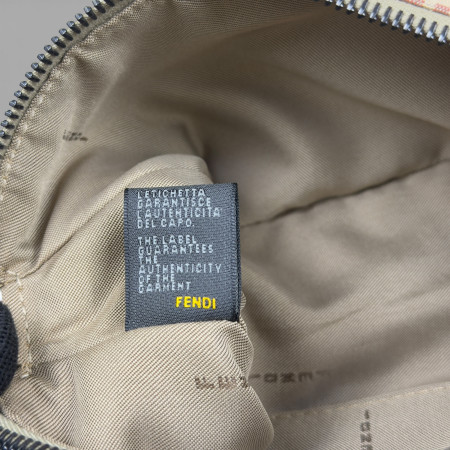 L'ETICHETTA
GARANTISCE
L'AUTENTICITA'
DEL CAPO.
THE LABEL
GUARANTEES
THE
AUTHENTICITY
OF THE
GARMENT
FENDI